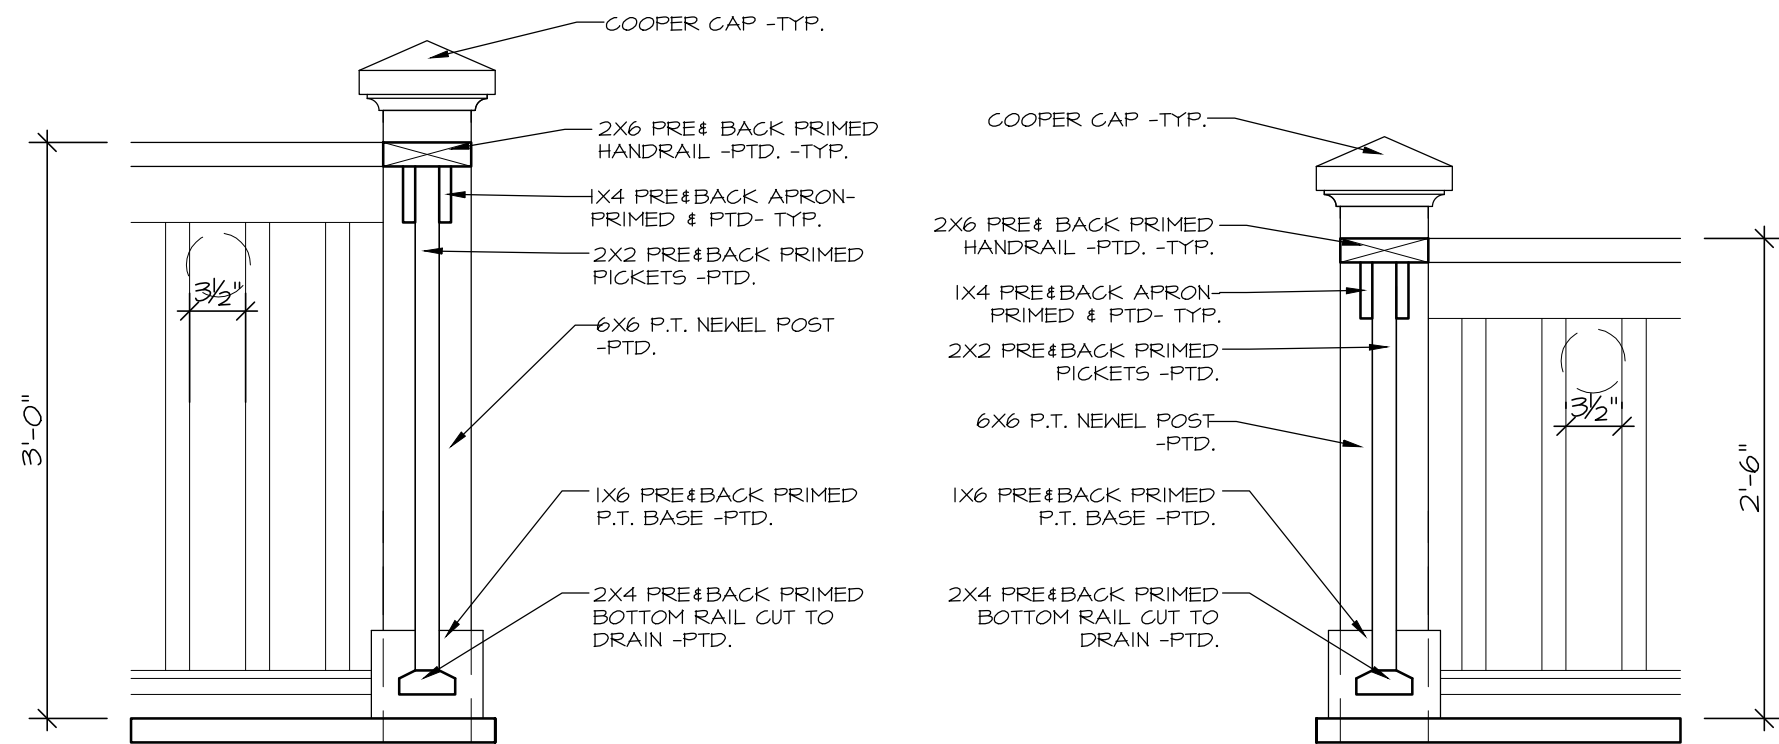 COOPER CAP -TYP.
2X6 PRE& BACK PRIMED
HANDRAIL -PTD. -TYP.
1X4 PRE&BACK APRON-
PRIMED & PTD- TYP.
2X2 PRE&BACK PRIMED
PICKETS -PTD.
3½"
6X6 P.T. NEWEL POST
-PTD.
3'-0"
1X6 PRE&BACK PRIMED
P.T. BASE -PTD.
2X4 PRE&BACK PRIMED
BOTTOM RAIL CUT TO
DRAIN -PTD.
COOPER CAP -TYP.
2X6 PRE& BACK PRIMED
HANDRAIL -PTD. -TYP.
1X4 PRE&BACK APRON-
PRIMED & PTD- TYP.
2X2 PRE&BACK PRIMED
PICKETS -PTD.
6X6 P.T. NEWEL POST
-PTD.
3½"
2'-6"
1X6 PRE&BACK PRIMED
P.T. BASE -PTD.
2X4 PRE&BACK PRIMED
BOTTOM RAIL CUT TO
DRAIN -PTD.